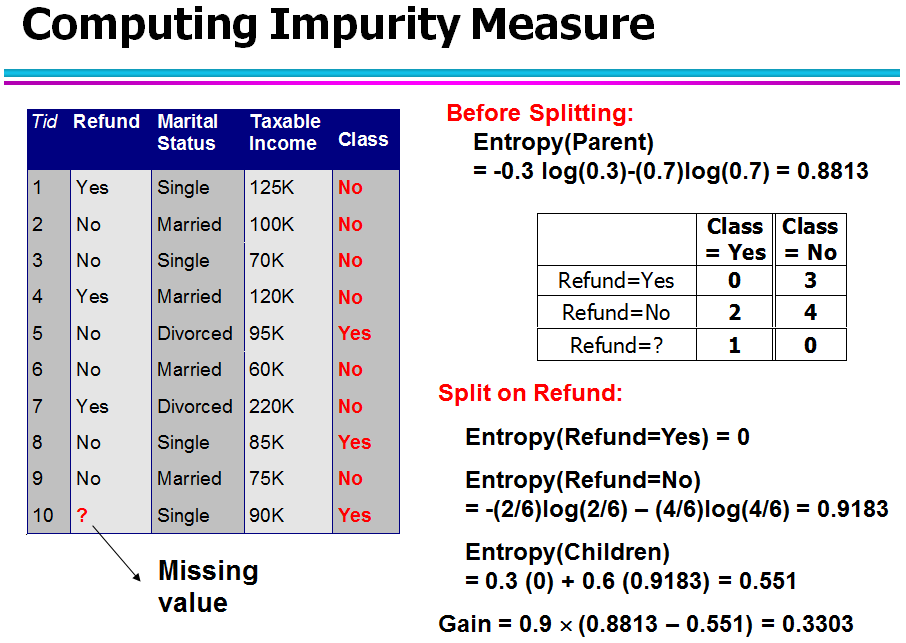 Computing Impurity Measure
Tid Refund Marital Status Taxable Income Class
1 Yes Single 125K No
2 No Married 100K No
3 No Single 70K No
4 Yes Married 120K No
5 No Divorced 95K Yes
6 No Married 60K No
7 Yes Divorced 220K No
8 No Single 85K Yes
9 No Married 75K No
10 ? Single 90K Yes
Missing
value
Before Splitting:
Entropy(Parent)
= -0.3 log(0.3)-(0.7)log(0.7) = 0.8813
Class = Yes Class = No
Refund=Yes 0 3
Refund=No 2 4
Refund=? 1 0
Split on Refund:
Entropy(Refund=Yes) = 0
Entropy(Refund=No)
= -(2/6)log(2/6) – (4/6)log(4/6) = 0.9183
Entropy(Children)
= 0.3 (0) + 0.6 (0.9183) = 0.551
Gain = 0.9 × (0.8813 – 0.551) = 0.3303